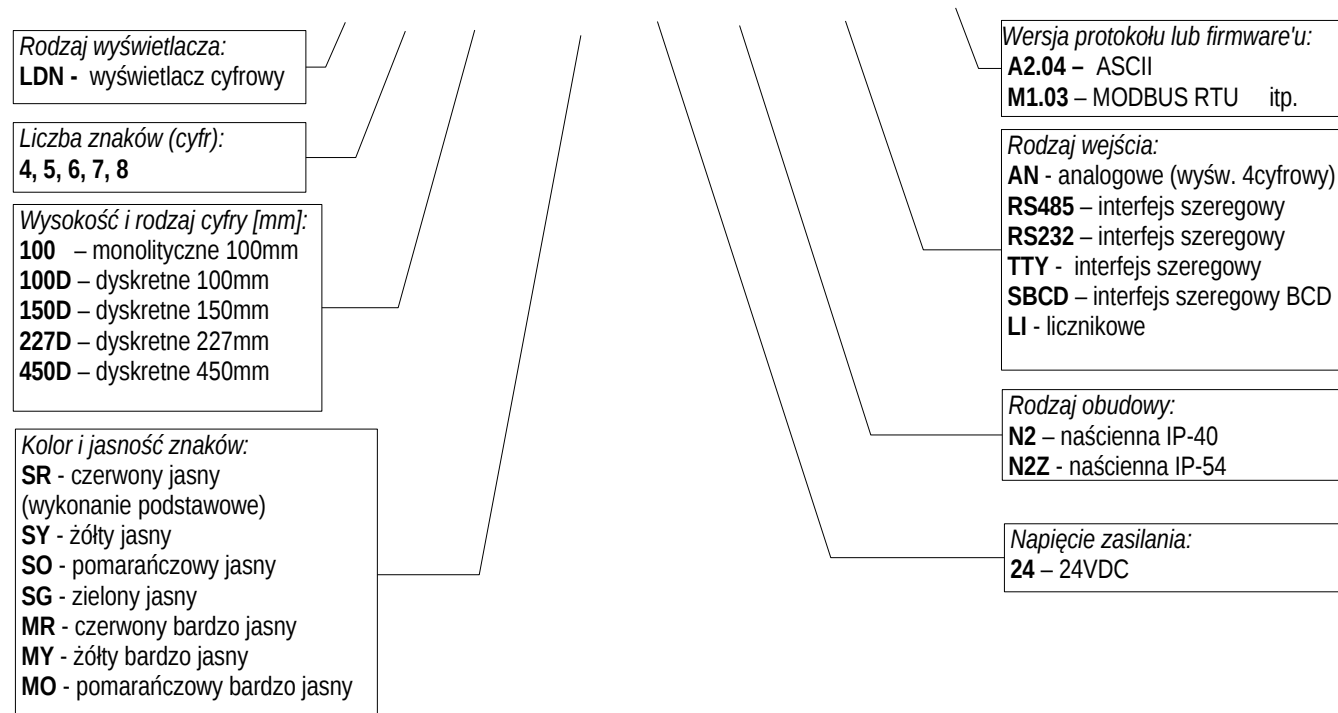 Rodzaj wyświetlacza:
LDN - wyświetlacz cyfrowy
Liczba znaków (cyfr):
4, 5, 6, 7, 8
Wysokość i rodzaj cyfry [mm]:
100 – monolityczne 100mm
100D – dyskretne 100mm
150D – dyskretne 150mm
227D – dyskretne 227mm
450D – dyskretne 450mm
Kolor i jasność znaków:
SR - czerwony jasny
(wykonanie podstawowe)
SY - żółty jasny
SO - pomarańczowy jasny
SG - zielony jasny
MR - czerwony bardzo jasny
MY - żółty bardzo jasny
MO - pomarańczowy bardzo jasny
Wersja protokołu lub firmware'u:
A2.04 – ASCII
M1.03 – MODBUS RTU itp.
Rodzaj wejścia:
AN - analogowe (wyśw. 4cyfrowy)
RS485 – interfejs szeregowy
RS232 – interfejs szeregowy
TTY - interfejs szeregowy
SBCD – interfejs szeregowy BCD
LI - licznikowe
Rodzaj obudowy:
N2 – naścienna IP-40
N2Z - naścienna IP-54
Napięcie zasilania:
24 – 24VDC